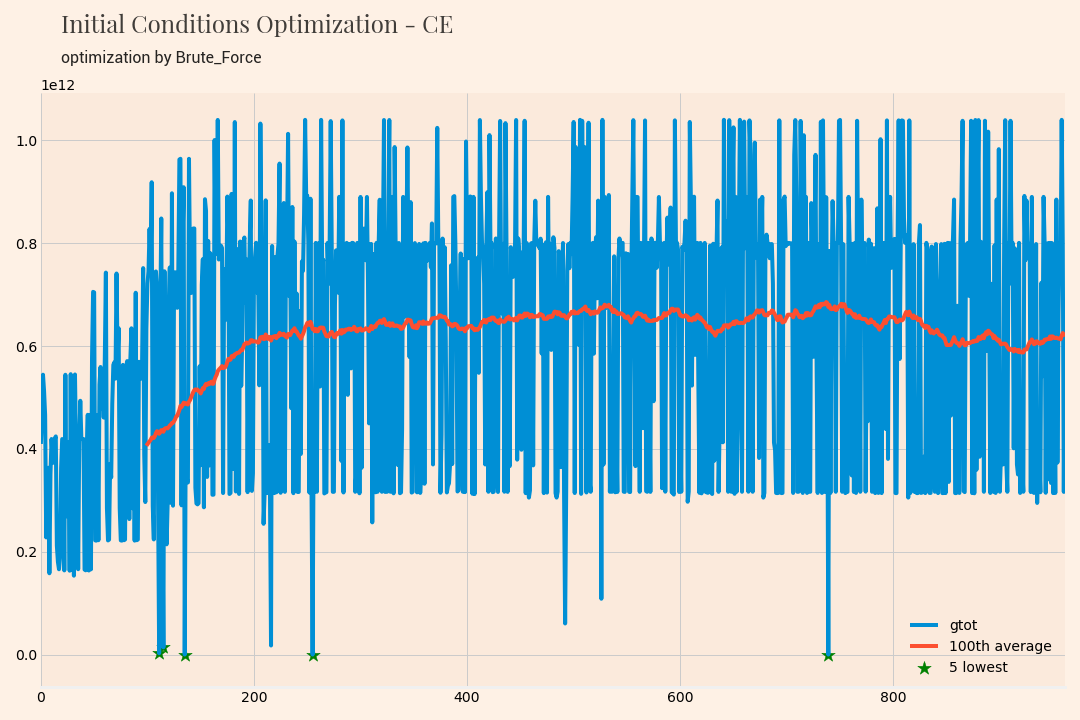 Initial Conditions Optimization - CE
optimization by Brute_Force
1e12
1.0
0.8
0.6
0.4
0.2
0.0
0 200 400 600 800
gtot
100th average
5 lowest